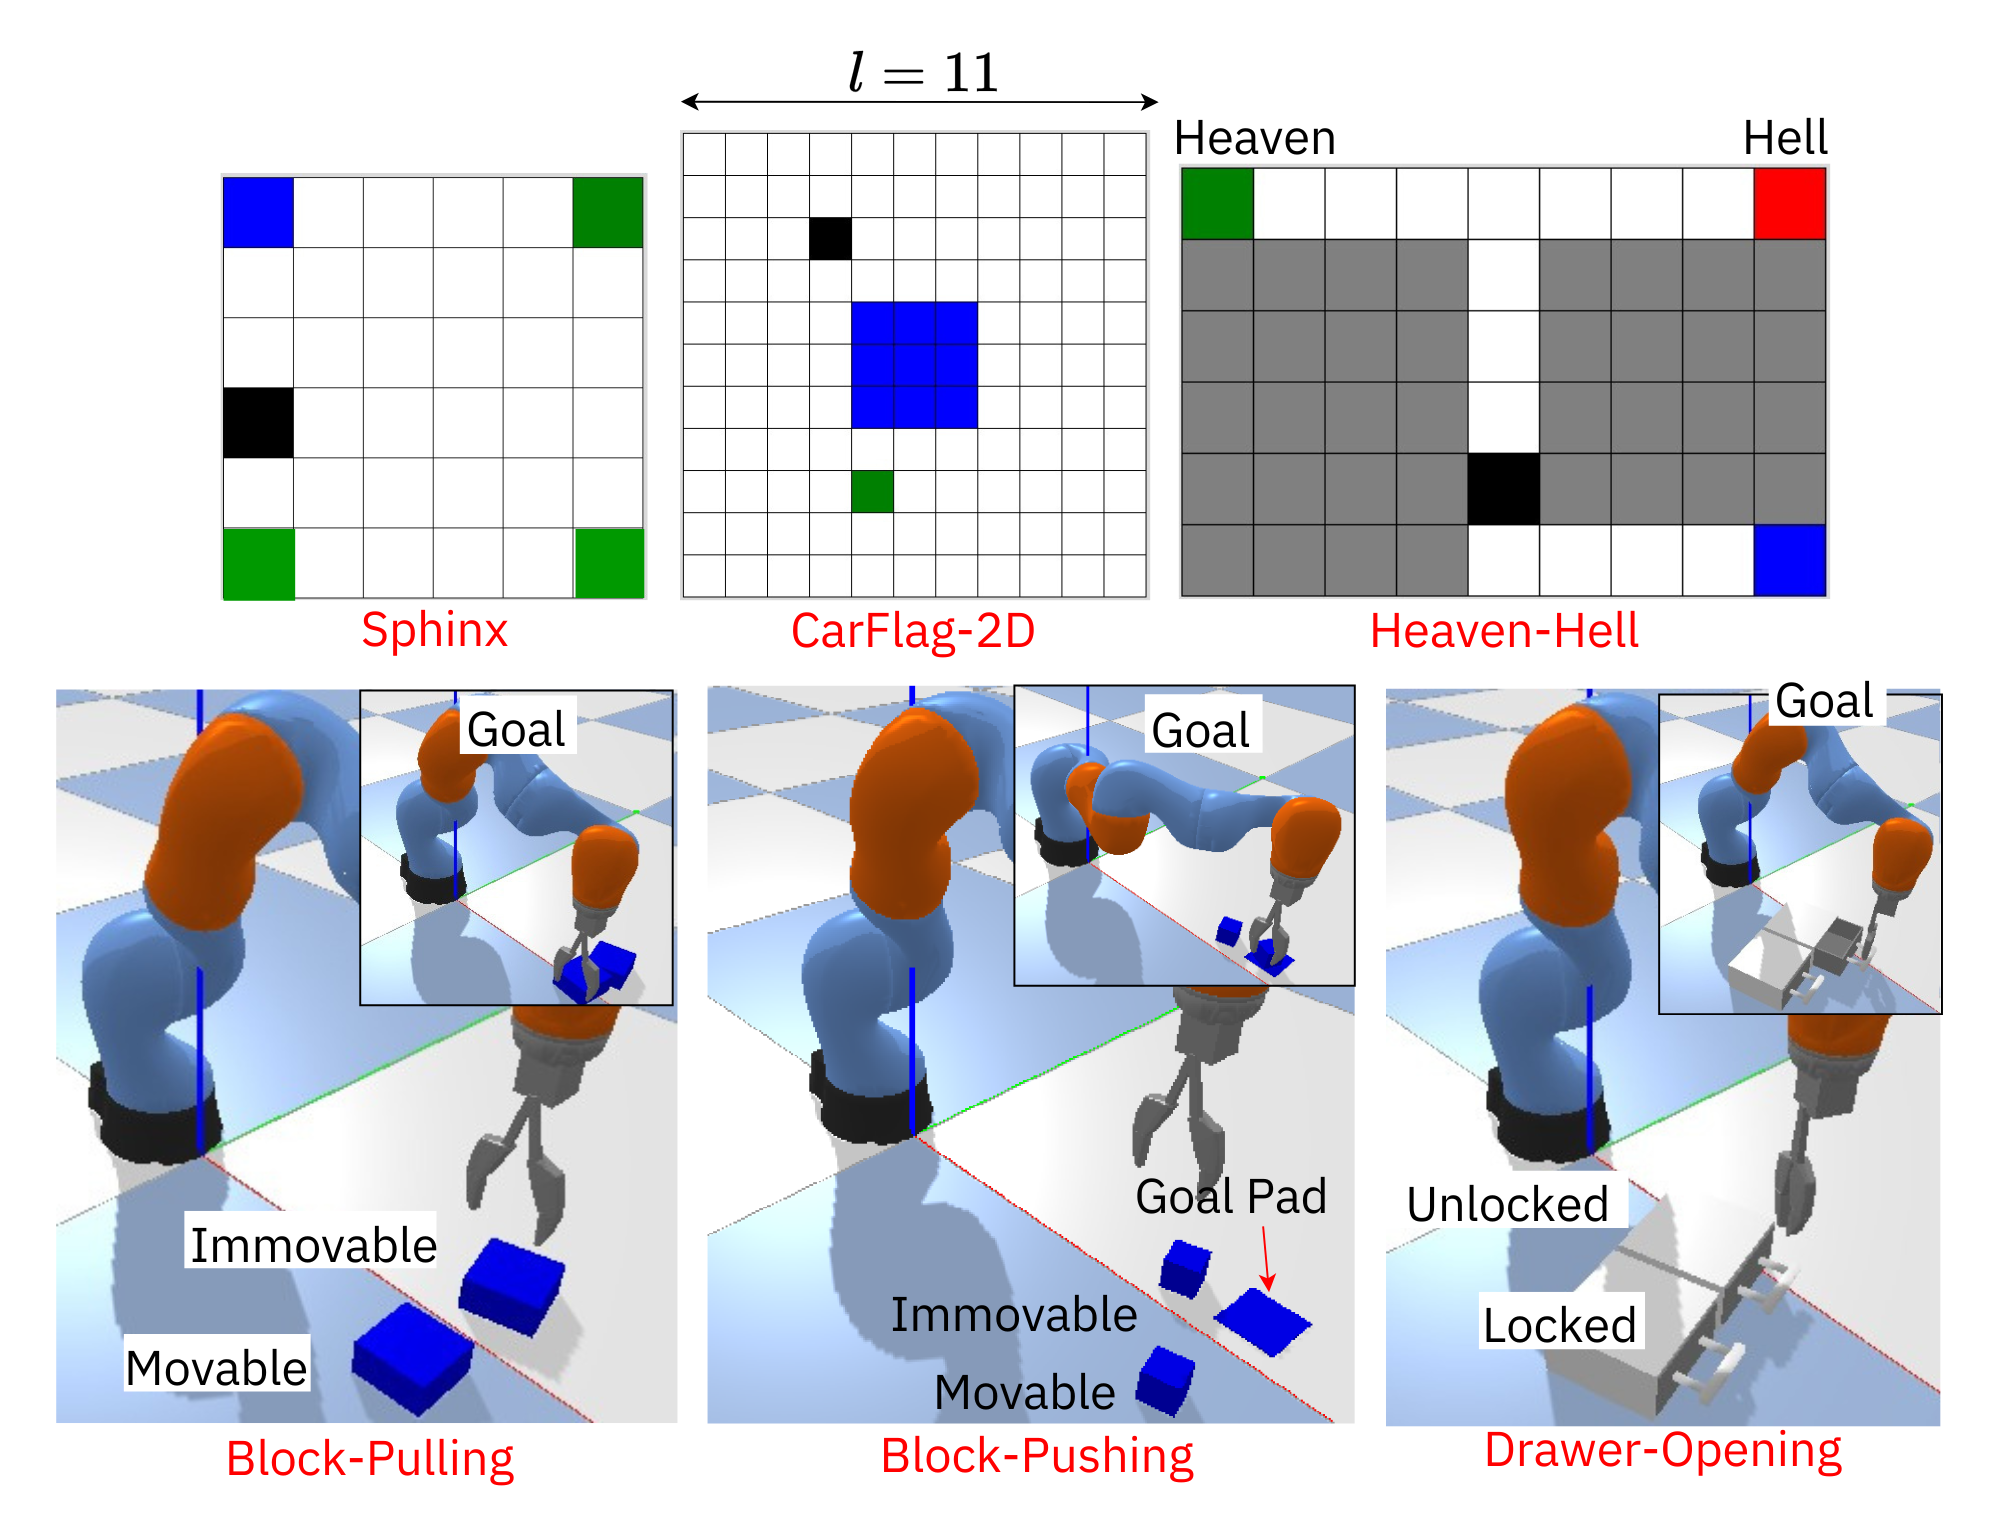 l = 11
Heaven
Hell
Sphinx
CarFlag-2D
Heaven-Hell
Goal
Immovable
Movable
Block-Pulling
Goal
Goal Pad
Immovable
Movable
Block-Pushing
Goal
Unlocked
Locked
Drawer-Opening